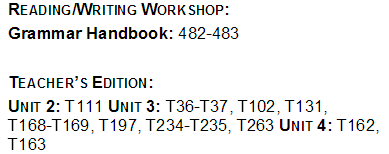 READING/WRITING WORKSHOP:
Grammar Handbook: 482-483
TEACHER'S EDITION:
UNIT 2: T111 UNIT 3: T36-T37, T102, T131,
T168-T169, T197, T234-T235, T263 UNIT 4: T162,
T163